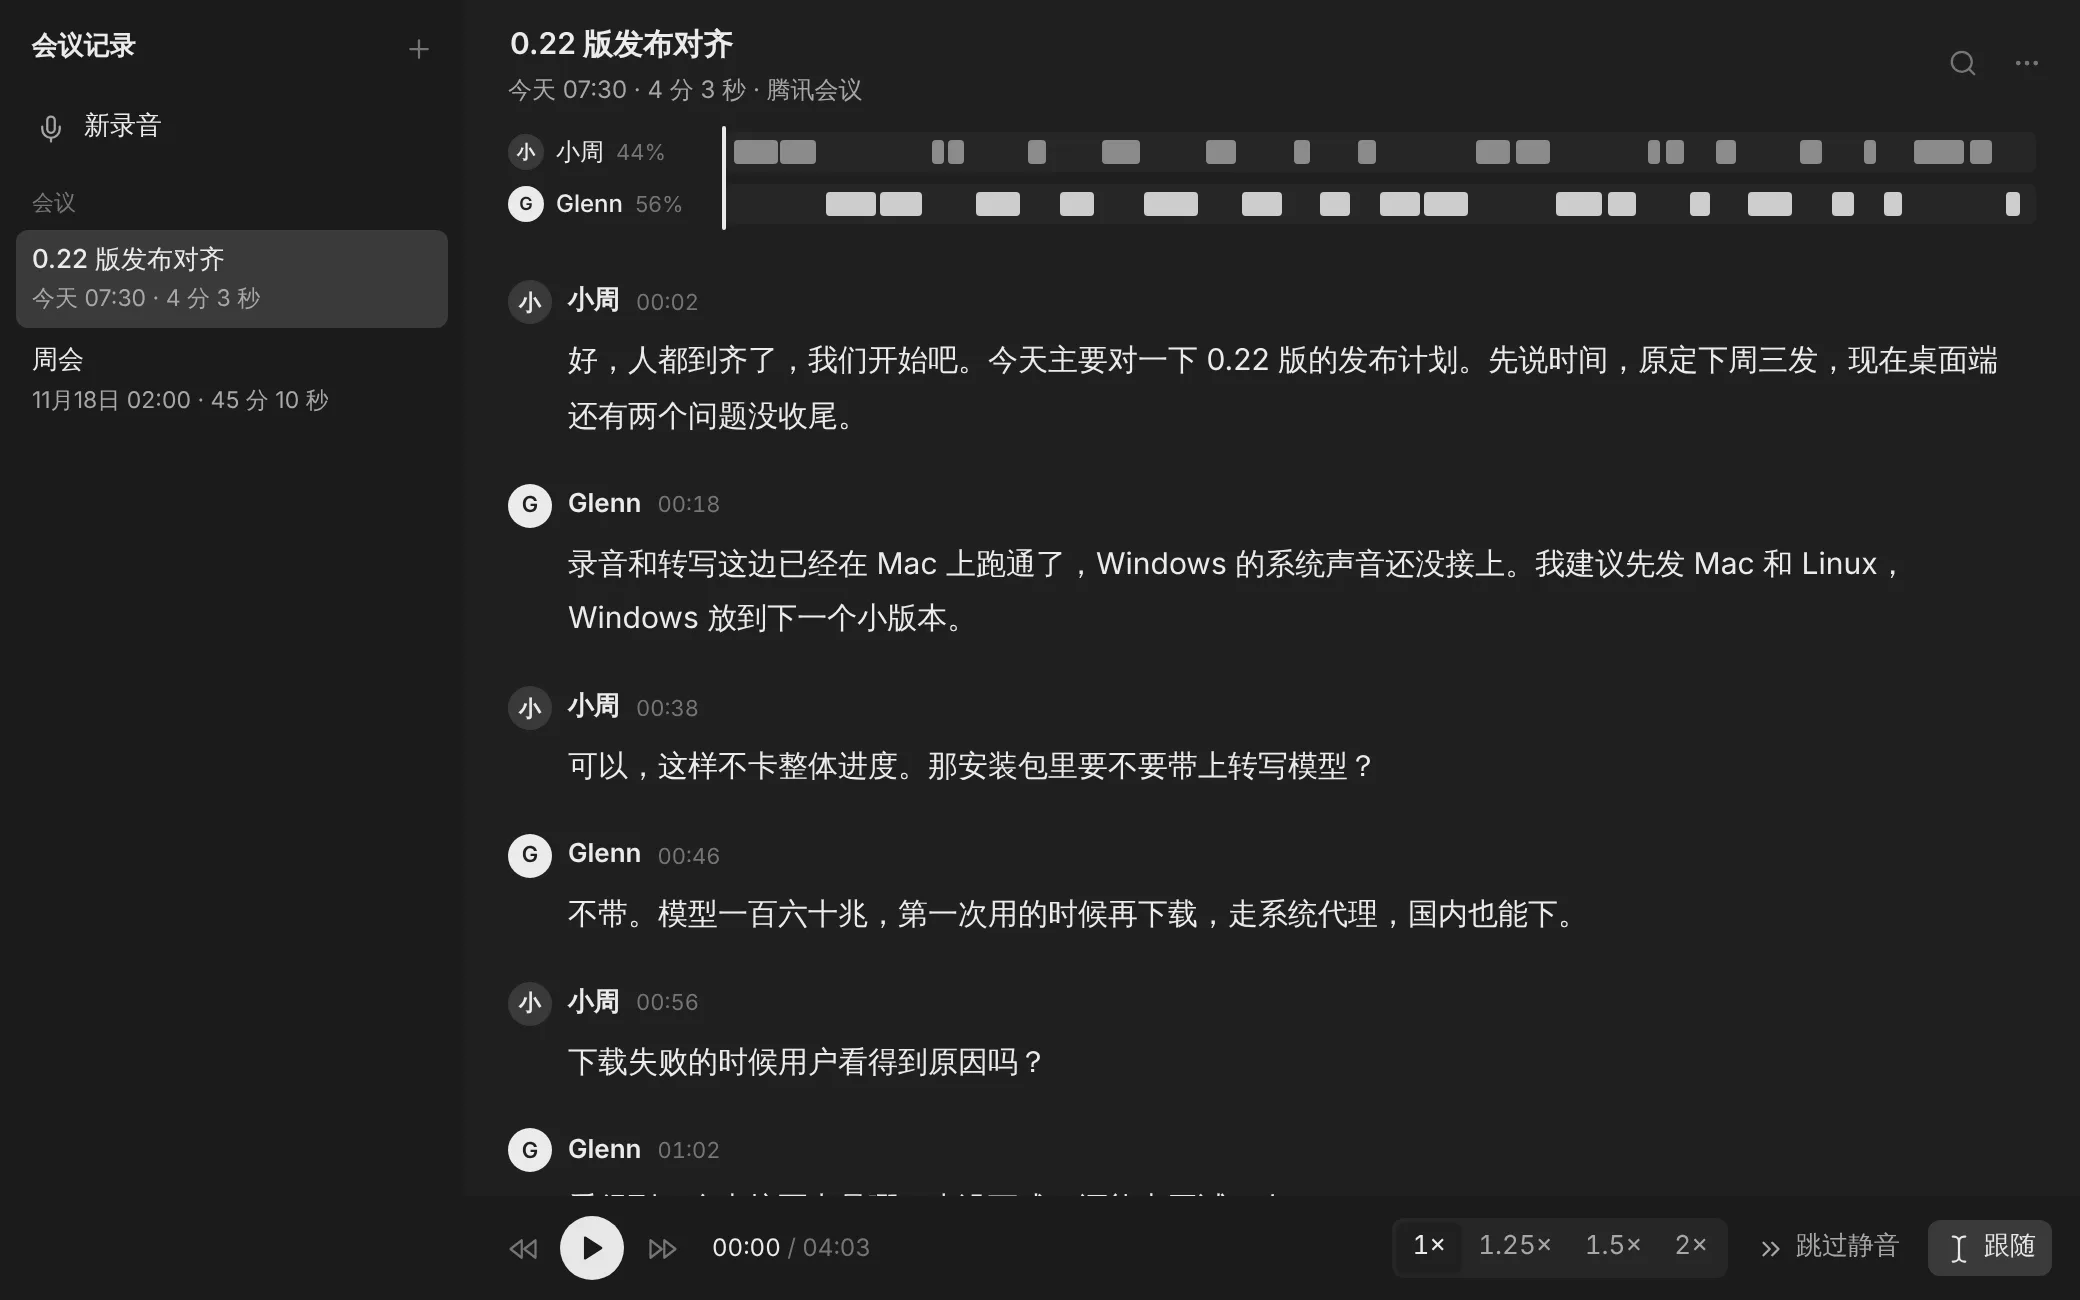 会议记录
新录音
会议
0.22 版发布对齐
今天 07:30 · 4 分 3 秒
周会
11月18日 02:00 · 45 分 10 秒
0.22 版发布对齐
今天 07:30 · 4 分 3 秒 · 腾讯会议
小 小周 44%
G Glenn 56%
小 小周 00:02
好，人都到齐了，我们开始吧。今天主要对一下 0.22 版的发布计划。先说时间，原定下周三发，现在桌面端
还有两个问题没收尾。
G Glenn 00:18
录音和转写这边已经在 Mac 上跑通了，Windows 的系统声音还没接上。我建议先发 Mac 和 Linux，
Windows 放到下一个小版本。
小 小周 00:38
可以，这样不卡整体进度。那安装包里要不要带上转写模型？
G Glenn 00:46
不带。模型一百六十兆，第一次用的时候再下载，走系统代理，国内也能下。
小 小周 00:56
下载失败的时候用户看得到原因吗？
G Glenn 01:02
00:00 / 04:03
1× 1.25× 1.5× 2× 跳过静音 跟随